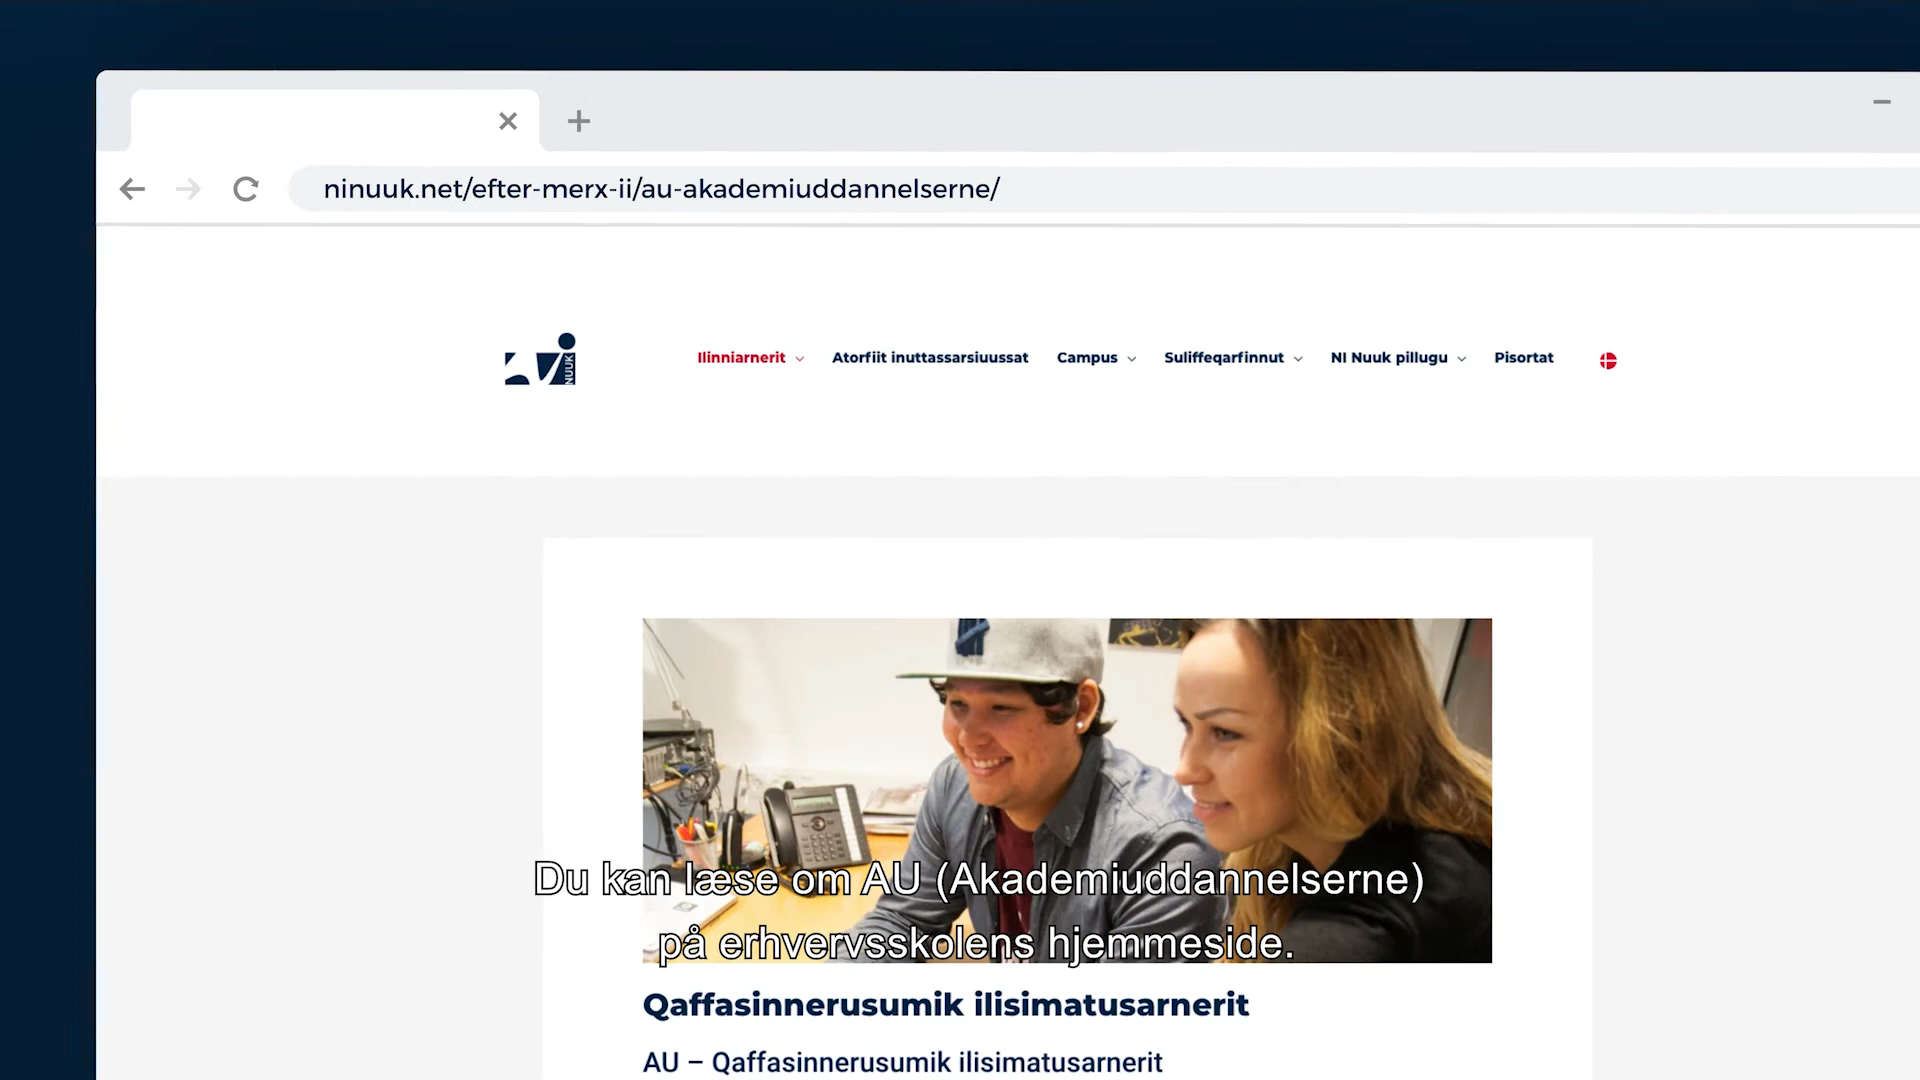 ninuuk.net/efter-merx-ii/au-akademiuddannelserne/
NUUK
Ilinniarnerit Atorfiit inuttassarsiuussat Campus Suliffeqarfinnut NI Nuuk pillugu Pisortat
Du kan læse om AU (Akademiuddannelserne)
på erhvervsskolens hjemmeside.
Qaffasinnerusumik ilisimatusarnerit
AU – Qaffasinnerusumik ilisimatusarnerit